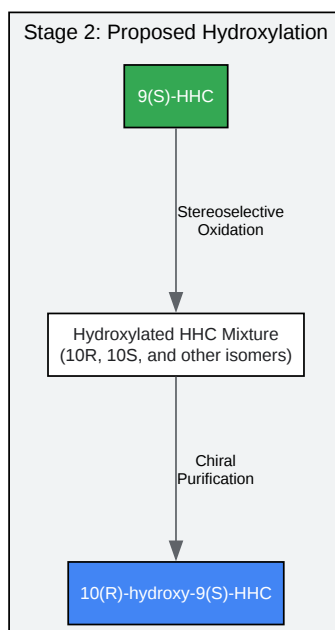 Stage 2: Proposed Hydroxylation
9(S)-HHC
Stereoselective
Oxidation
Hydroxylated HHC Mixture
(10R, 10S, and other isomers)
Chiral
Purification
10(R)-hydroxy-9(S)-HHC